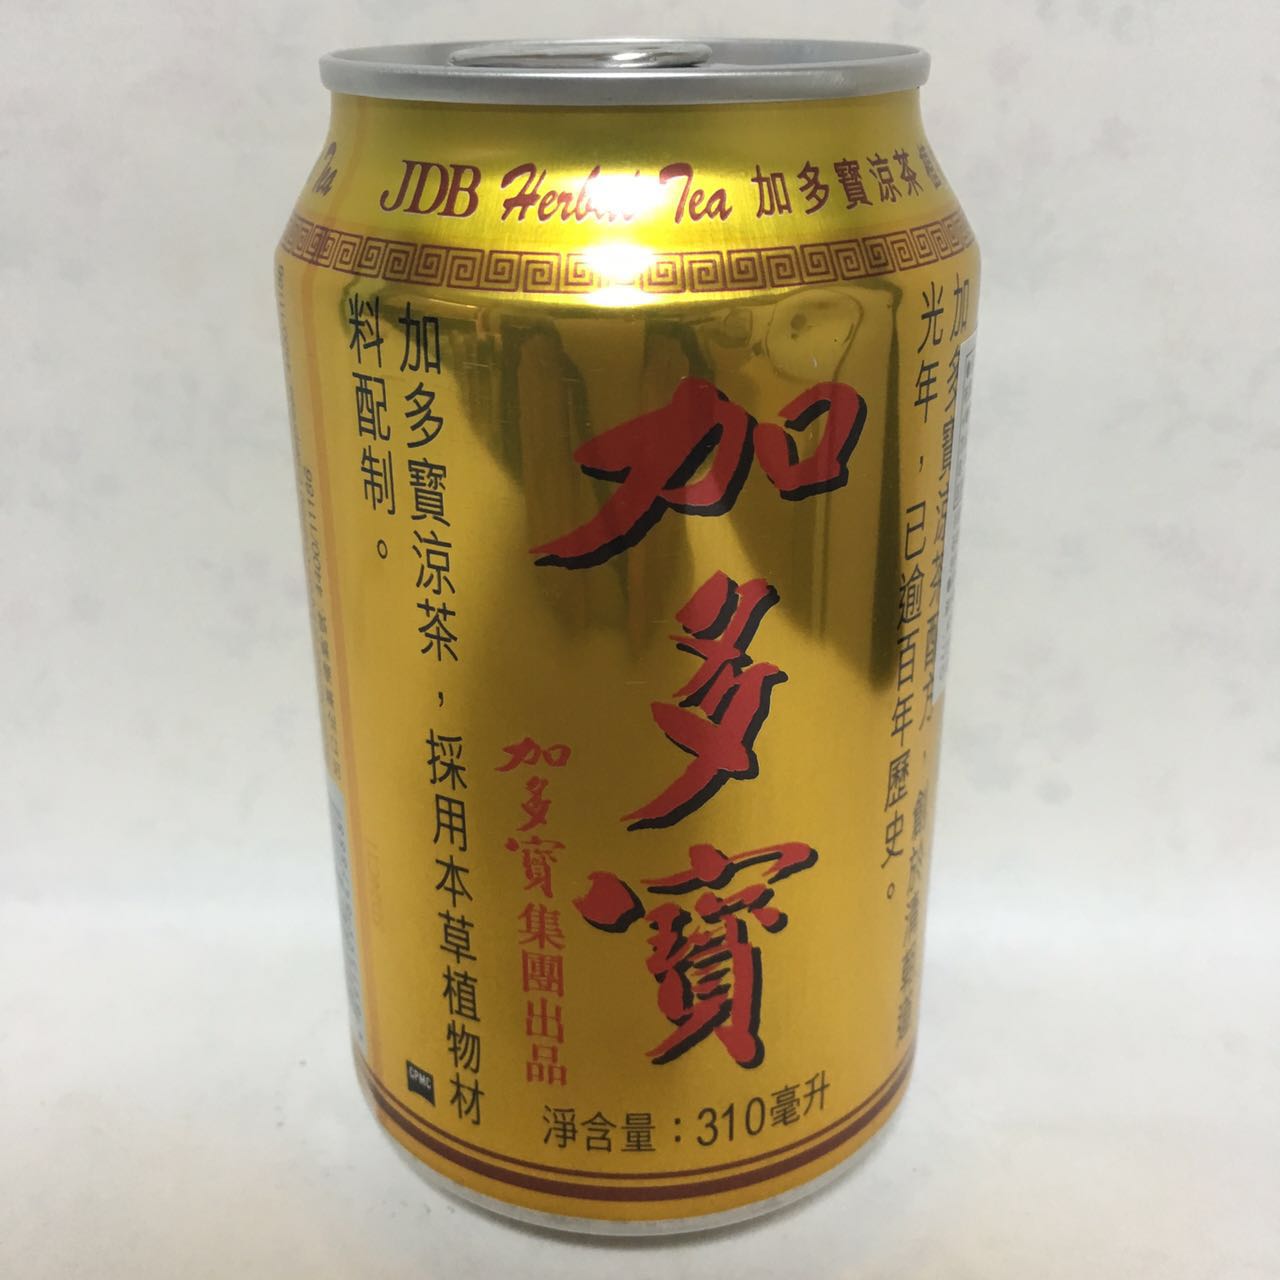 Tea
JDB Herbal Tea 加多寶涼茶
加多寶涼茶，採用本草植物材
料配制。
加多寶
加多寶集團出品
光年，已逾百年歷史。
CPMC
淨含量：310毫升